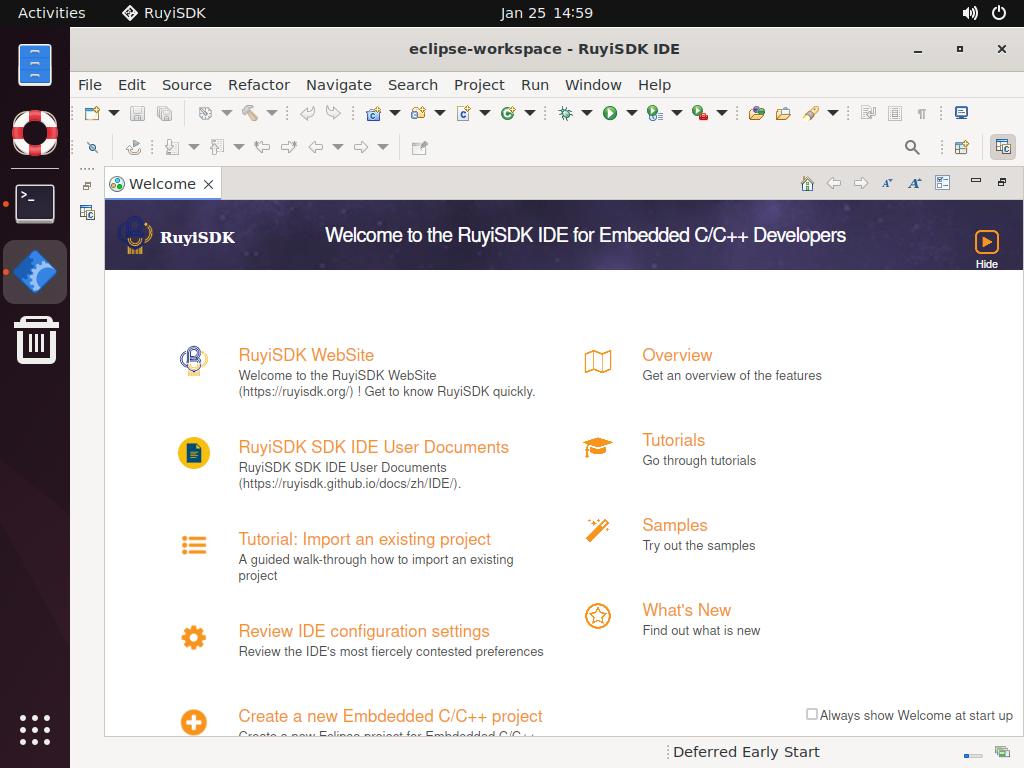 Activities RuyiSDK Jan 25 14:59
eclipse-workspace - RuyiSDK IDE
File Edit Source Refactor Navigate Search Project Run Window Help
Welcome
RuyiSDK
Welcome to the RuyiSDK IDE for Embedded C/C++ Developers
Hide
RuyiSDK WebSite
Welcome to the RuyiSDK WebSite
(https://ruyisdk.org/) ! Get to know RuyiSDK quickly.
RuyiSDK SDK IDE User Documents
RuyiSDK SDK IDE User Documents
(https://ruyisdk.github.io/docs/zh/IDE/).
Tutorial: Import an existing project
A guided walk-through how to import an existing
project
Review IDE configuration settings
Review the IDE's most fiercely contested preferences
Create a new Embdedded C/C++ project
Create a new Eclipse project for Embdedded C/C++
Overview
Get an overview of the features
Tutorials
Go through tutorials
Samples
Try out the samples
What's New
Find out what is new
Always show Welcome at start up
Deferred Early Start